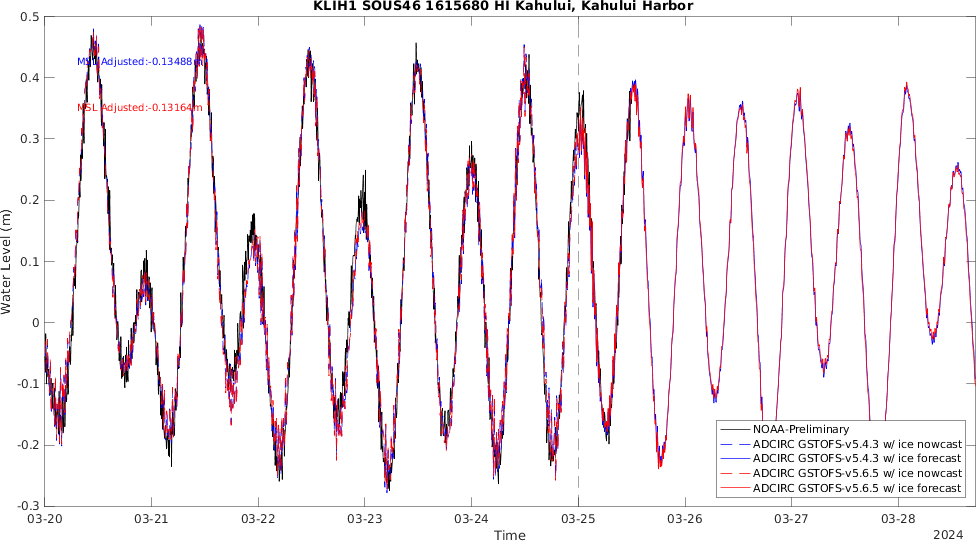 KLIH1 SOUS46 1615680 HI Kahului, Kahului Harbor
0.5
0.4
0.3
0.2
0.1
0
-0.1
-0.2
-0.3
Water Level (m)
MSL Adjusted:-0.13488m
MSL Adjusted:-0.13164m
NOAA-Preliminary
ADCIRC GSTOFS-v5.4.3 w/ ice nowcast
ADCIRC GSTOFS-v5.4.3 w/ ice forecast
ADCIRC GSTOFS-v5.6.5 w/ ice nowcast
ADCIRC GSTOFS-v5.6.5 w/ ice forecast
03-20 03-21 03-22 03-23 03-24 03-25 03-26 03-27 03-28
Time
2024